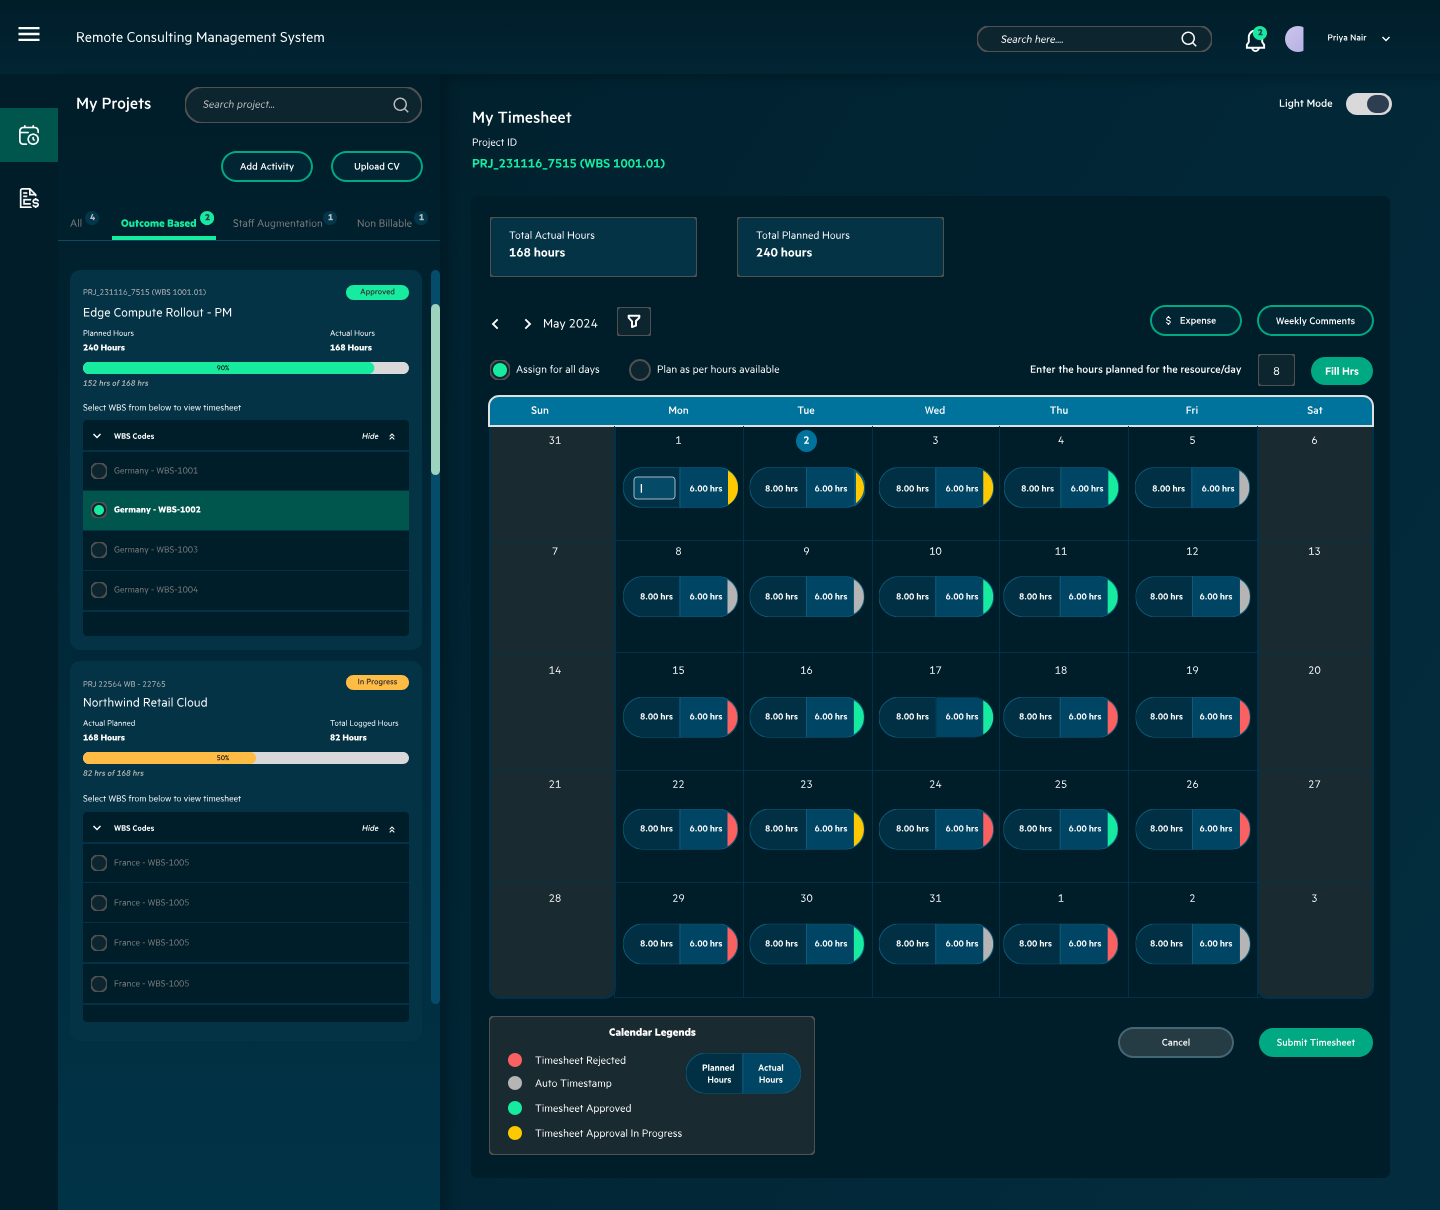 Remote Consulting Management System
Search here....
2
Priya Nair
My Projets
Search project...
Add Activity
Upload CV
All 4
Outcome Based 2
Staff Augmentation 1
Non Billable 1
PRJ_231116_7515 (WBS 1001.01)
Approved
Edge Compute Rollout - PM
Planned Hours
Actual Hours
240 Hours
168 Hours
90%
152 hrs of 168 hrs
Select WBS from below to view timesheet
WBS Codes
Hide
Germany - WBS-1001
Germany - WBS-1002
Germany - WBS-1003
Germany - WBS-1004
PRJ 22564 WB - 22765
In Progress
Northwind Retail Cloud
Actual Planned
Total Logged Hours
168 Hours
82 Hours
50%
82 hrs of 168 hrs
Select WBS from below to view timesheet
WBS Codes
Hide
France - WBS-1005
France - WBS-1005
France - WBS-1005
France - WBS-1005
Light Mode
My Timesheet
Project ID
PRJ_231116_7515 (WBS 1001.01)
Total Actual Hours
168 hours
Total Planned Hours
240 hours
May 2024
$ Expense
Weekly Comments
Assign for all days
Plan as per hours available
Enter the hours planned for the resource/day
8
Fill Hrs
Sun Mon Tue Wed Thu Fri Sat
31 1 2 3 4 5 6
6.00 hrs 8.00 hrs 6.00 hrs 8.00 hrs 6.00 hrs 8.00 hrs 6.00 hrs 8.00 hrs 6.00 hrs
7 8 9 10 11 12 13
8.00 hrs 6.00 hrs 8.00 hrs 6.00 hrs 8.00 hrs 6.00 hrs 8.00 hrs 6.00 hrs 8.00 hrs 6.00 hrs
14 15 16 17 18 19 20
8.00 hrs 6.00 hrs 8.00 hrs 6.00 hrs 8.00 hrs 6.00 hrs 8.00 hrs 6.00 hrs 8.00 hrs 6.00 hrs
21 22 23 24 25 26 27
8.00 hrs 6.00 hrs 8.00 hrs 6.00 hrs 8.00 hrs 6.00 hrs 8.00 hrs 6.00 hrs 8.00 hrs 6.00 hrs
28 29 30 31 1 2 3
8.00 hrs 6.00 hrs 8.00 hrs 6.00 hrs 8.00 hrs 6.00 hrs 8.00 hrs 6.00 hrs 8.00 hrs 6.00 hrs
Calendar Legends
Timesheet Rejected
Auto Timestamp
Timesheet Approved
Timesheet Approval In Progress
Planned
Hours
Actual
Hours
Cancel
Submit Timesheet